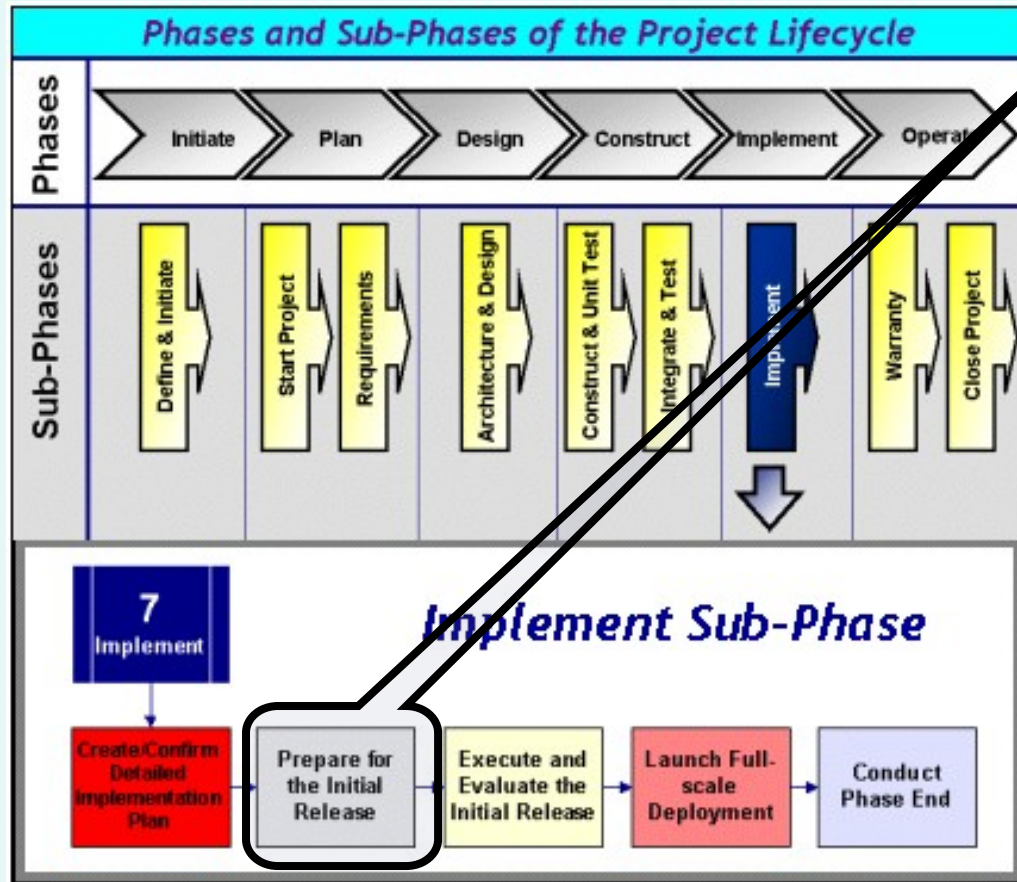 Phases and Sub-Phases of the Project Lifecycle
Phases
Initiate
Plan
Design
Construct
Implement
Operat
Sub-Phases
Define & Initiate
Start Project
Requirements
Architecture & Design
Construct & Unit Test
Integrate & Test
Implement
Warranty
Close Project
7
Implement
Implement Sub-Phase
Create/Confirm
Detailed
Implementation
Plan
Prepare for
the Initial
Release
Execute and
Evaluate the
Initial Release
Launch Full-
scale
Deployment
Conduct
Phase End